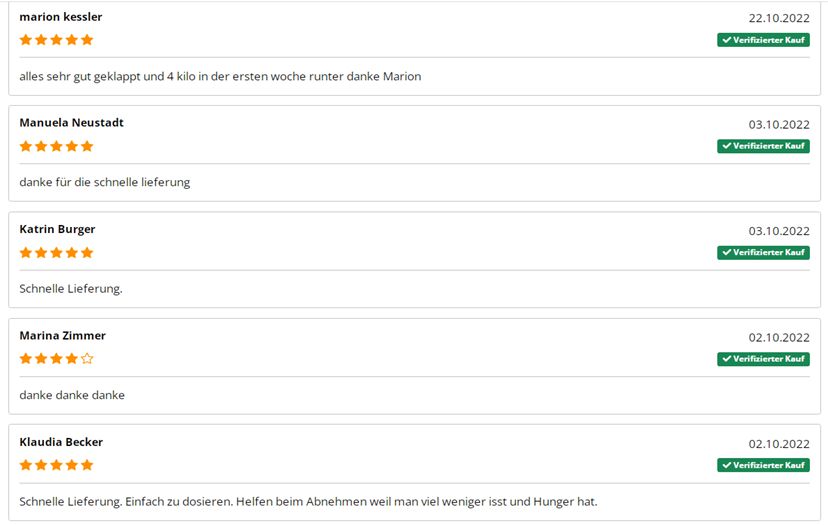 marion kessler
22.10.2022
Verifizierter Kauf
alles sehr gut geklappt und 4 kilo in der ersten woche runter danke Marion
Manuela Neustadt
03.10.2022
Verifizierter Kauf
danke für die schnelle lieferung
Katrin Burger
03.10.2022
Verifizierter Kauf
Schnelle Lieferung.
Marina Zimmer
02.10.2022
Verifizierter Kauf
danke danke danke
Klaudia Becker
02.10.2022
Verifizierter Kauf
Schnelle Lieferung. Einfach zu dosieren. Helfen beim Abnehmen weil man viel weniger isst und Hunger hat.